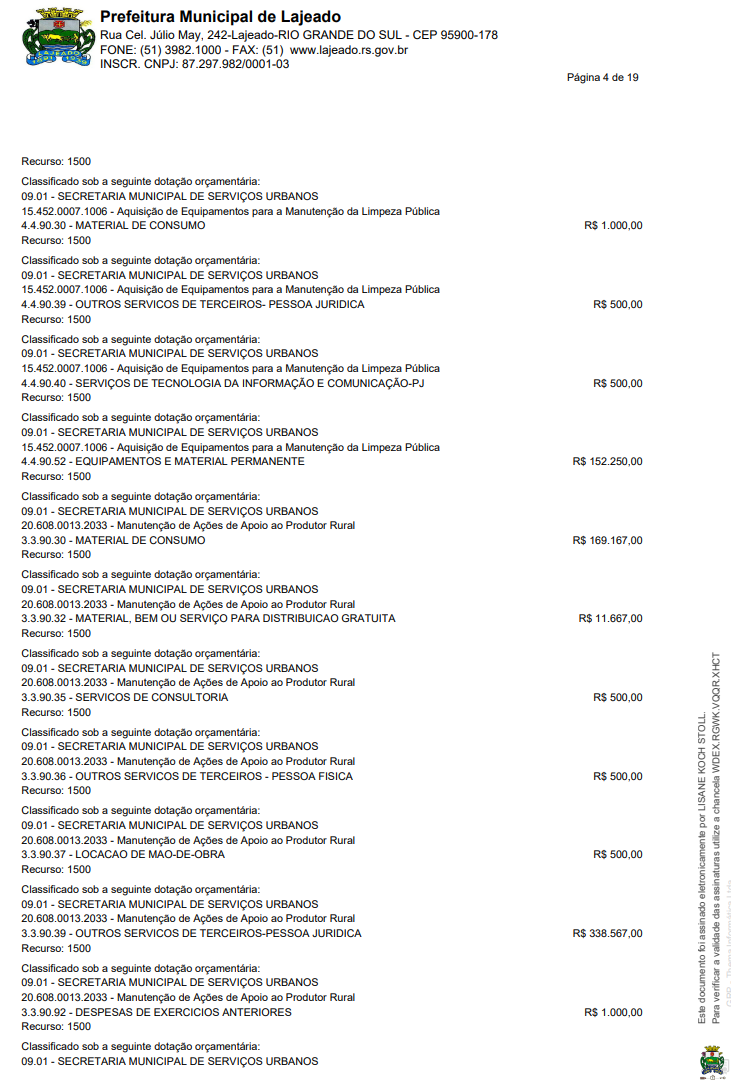 Prefeitura Municipal de Lajeado
Rua Cel. Júlio May, 242-Lajeado-RIO GRANDE DO SUL - CEP 95900-178
FONE: (51) 3982.1000 - FAX: (51) www.lajeado.rs.gov.br
INSCR. CNPJ: 87.297.982/0001-03
Página 4 de 19
Recurso: 1500
Classificado sob a seguinte dotação orçamentária:
09.01 - SECRETARIA MUNICIPAL DE SERVIÇOS URBANOS
15.452.0007.1006 - Aquisição de Equipamentos para a Manutenção da Limpeza Pública
4.4.90.30 - MATERIAL DE CONSUMO R$ 1.000,00
Recurso: 1500
Classificado sob a seguinte dotação orçamentária:
09.01 - SECRETARIA MUNICIPAL DE SERVIÇOS URBANOS
15.452.0007.1006 - Aquisição de Equipamentos para a Manutenção da Limpeza Pública
4.4.90.39 - OUTROS SERVICOS DE TERCEIROS- PESSOA JURIDICA R$ 500,00
Recurso: 1500
Classificado sob a seguinte dotação orçamentária:
09.01 - SECRETARIA MUNICIPAL DE SERVIÇOS URBANOS
15.452.0007.1006 - Aquisição de Equipamentos para a Manutenção da Limpeza Pública
4.4.90.40 - SERVIÇOS DE TECNOLOGIA DA INFORMAÇÃO E COMUNICAÇÃO-PJ R$ 500,00
Recurso: 1500
Classificado sob a seguinte dotação orçamentária:
09.01 - SECRETARIA MUNICIPAL DE SERVIÇOS URBANOS
15.452.0007.1006 - Aquisição de Equipamentos para a Manutenção da Limpeza Pública
4.4.90.52 - EQUIPAMENTOS E MATERIAL PERMANENTE R$ 152.250,00
Recurso: 1500
Classificado sob a seguinte dotação orçamentária:
09.01 - SECRETARIA MUNICIPAL DE SERVIÇOS URBANOS
20.608.0013.2033 - Manutenção de Ações de Apoio ao Produtor Rural
3.3.90.30 - MATERIAL DE CONSUMO R$ 169.167,00
Recurso: 1500
Classificado sob a seguinte dotação orçamentária:
09.01 - SECRETARIA MUNICIPAL DE SERVIÇOS URBANOS
20.608.0013.2033 - Manutenção de Ações de Apoio ao Produtor Rural
3.3.90.32 - MATERIAL, BEM OU SERVIÇO PARA DISTRIBUICAO GRATUITA R$ 11.667,00
Recurso: 1500
Classificado sob a seguinte dotação orçamentária:
09.01 - SECRETARIA MUNICIPAL DE SERVIÇOS URBANOS
20.608.0013.2033 - Manutenção de Ações de Apoio ao Produtor Rural
3.3.90.35 - SERVICOS DE CONSULTORIA R$ 500,00
Recurso: 1500
Classificado sob a seguinte dotação orçamentária:
09.01 - SECRETARIA MUNICIPAL DE SERVIÇOS URBANOS
20.608.0013.2033 - Manutenção de Ações de Apoio ao Produtor Rural
3.3.90.36 - OUTROS SERVICOS DE TERCEIROS - PESSOA FISICA R$ 500,00
Recurso: 1500
Classificado sob a seguinte dotação orçamentária:
09.01 - SECRETARIA MUNICIPAL DE SERVIÇOS URBANOS
20.608.0013.2033 - Manutenção de Ações de Apoio ao Produtor Rural
3.3.90.37 - LOCACAO DE MAO-DE-OBRA R$ 500,00
Recurso: 1500
Classificado sob a seguinte dotação orçamentária:
09.01 - SECRETARIA MUNICIPAL DE SERVIÇOS URBANOS
20.608.0013.2033 - Manutenção de Ações de Apoio ao Produtor Rural
3.3.90.39 - OUTROS SERVICOS DE TERCEIROS-PESSOA JURIDICA R$ 338.567,00
Recurso: 1500
Classificado sob a seguinte dotação orçamentária:
09.01 - SECRETARIA MUNICIPAL DE SERVIÇOS URBANOS
20.608.0013.2033 - Manutenção de Ações de Apoio ao Produtor Rural
3.3.90.92 - DESPESAS DE EXERCICIOS ANTERIORES R$ 1.000,00
Recurso: 1500
Classificado sob a seguinte dotação orçamentária:
09.01 - SECRETARIA MUNICIPAL DE SERVIÇOS URBANOS
Este documento foi assinado eletronicamente por LISANE KOCH STOLL.
Para verificar a validade das assinaturas utilize a chancela WDEX.RGWK.VQQR.XHCT